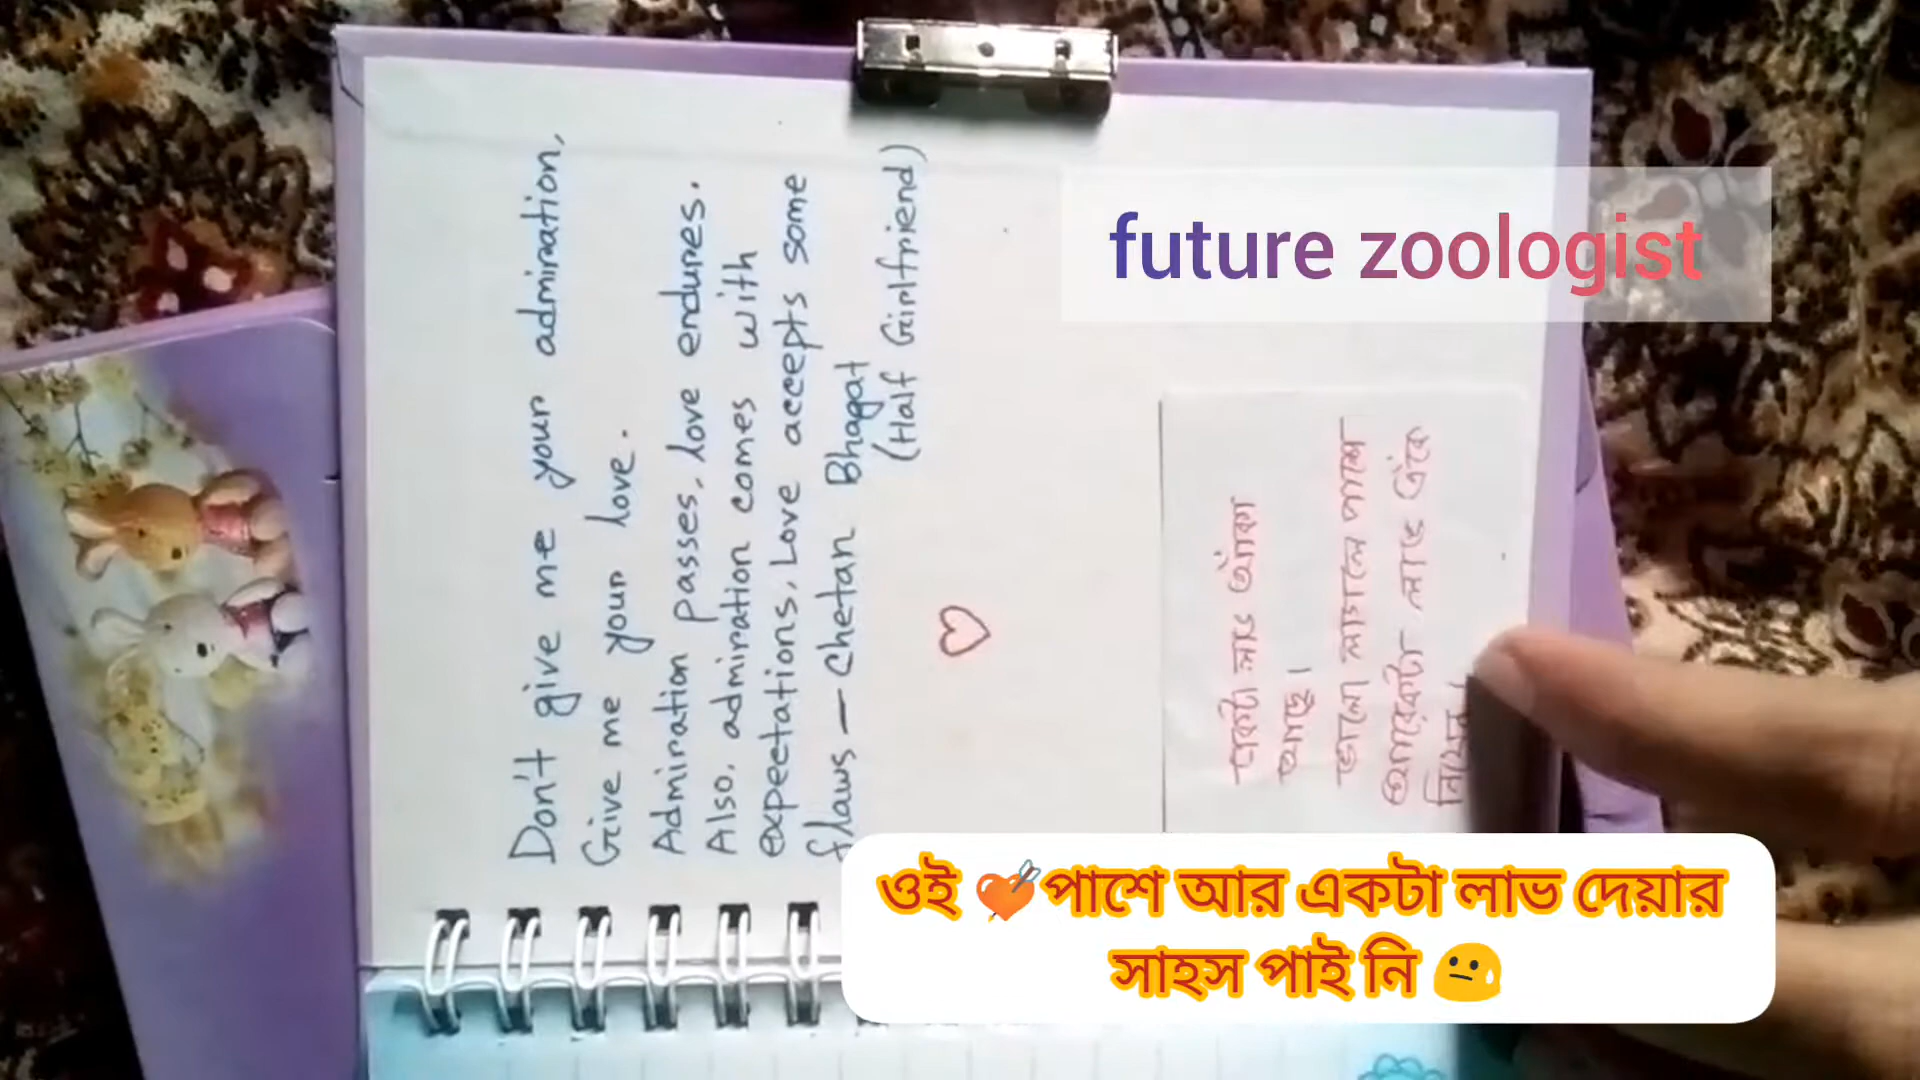 Don't give me your admiration,
Give me your love.
Admiration passes, love endures.
Also, admiration comes with
expectations, Love accepts some
flaws — Chetan Bhagat
(Half Girlfriend)
একটা লাভ আঁকা
আছে।
ভালো লাগলে পাশে
আরেকটা লাভ এঁকে
দিয়েন।
future zoologist
ওই 💘পাশে আর একটা লাভ দেয়ার
সাহস পাই নি 😓